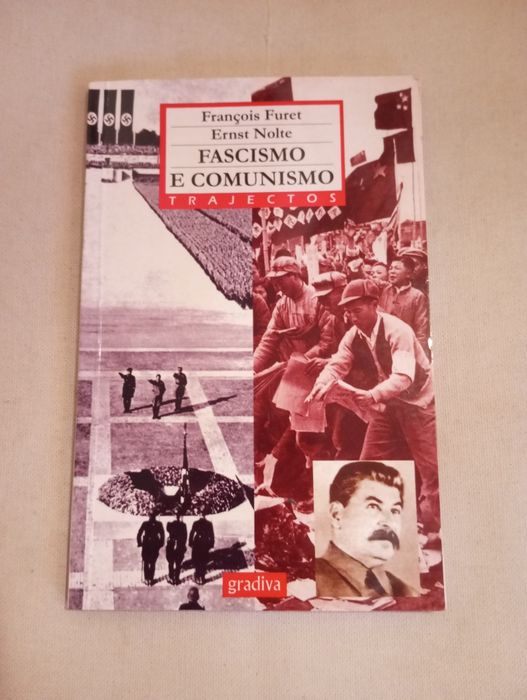 François Furet
Ernst Nolte
FASCISMO
E COMUNISMO
TRAJECTOS
gradiva